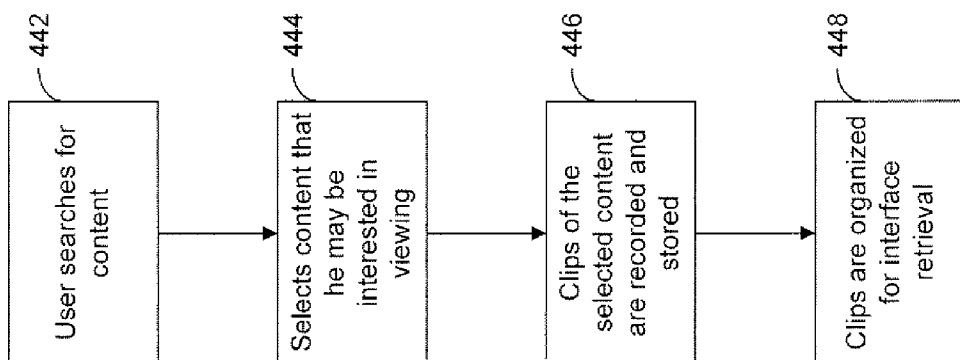 442
User searches for
content
444
Selects content that
he may be
interested in
viewing
446
Clips of the
selected content
are recorded and
stored
448
Clips are organized
for interface
retrieval